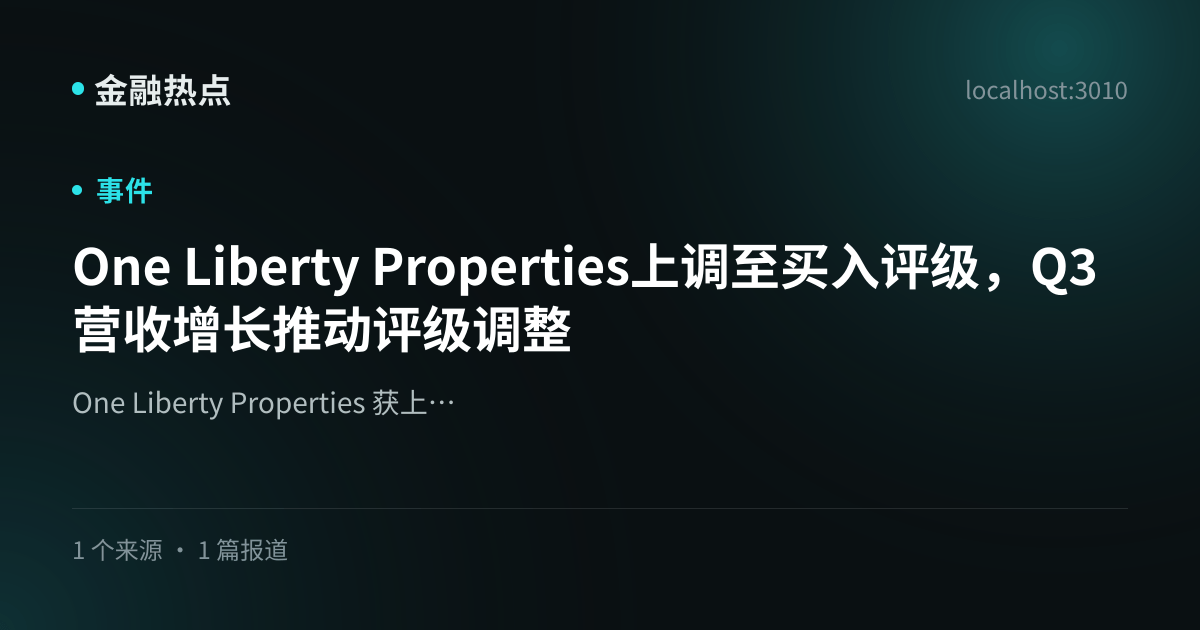 金融热点
localhost:3010
事件
One Liberty Properties上调至买入评级，Q3
营收增长推动评级调整
One Liberty Properties 获上…
1 个来源 · 1 篇报道